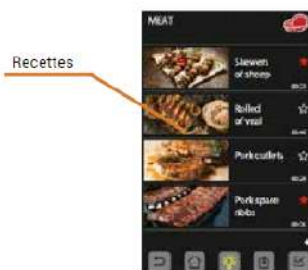 MEAT
Recettes
Skewers
of sheep
Rolled
of veal
Pork cutlets
Pork spare
ribs